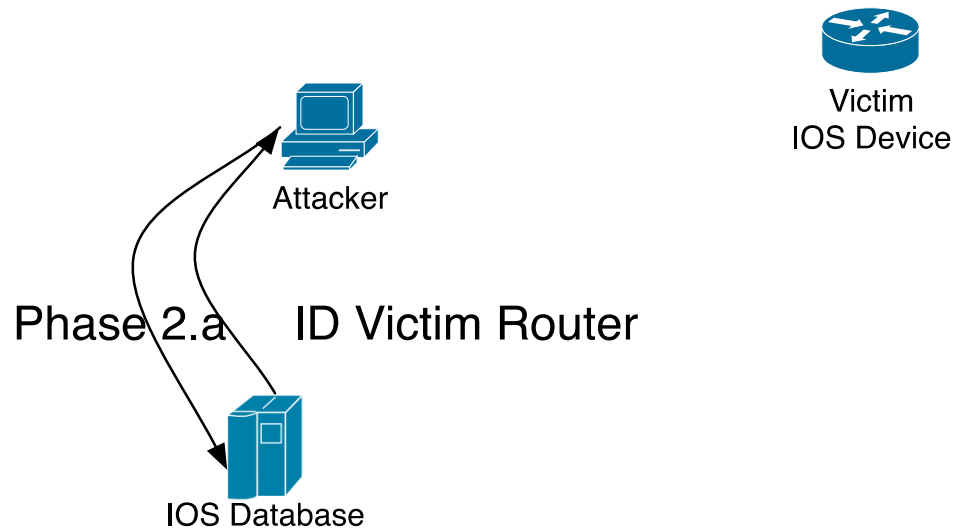 Victim
IOS Device
Attacker
Phase 2.a ID Victim Router
IOS Database